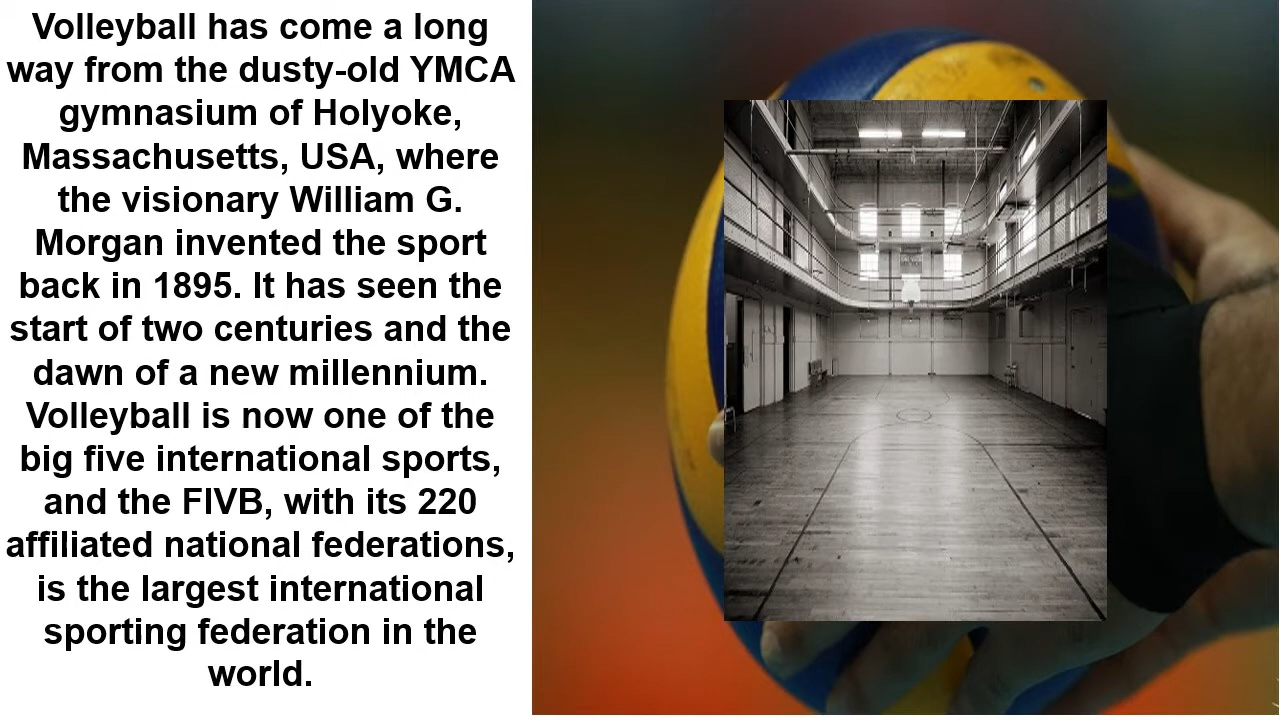 Volleyball has come a long
way from the dusty-old YMCA
gymnasium of Holyoke,
Massachusetts, USA, where
the visionary William G.
Morgan invented the sport
back in 1895. It has seen the
start of two centuries and the
dawn of a new millennium.
Volleyball is now one of the
big five international sports,
and the FIVB, with its 220
affiliated national federations,
is the largest international
sporting federation in the
world.